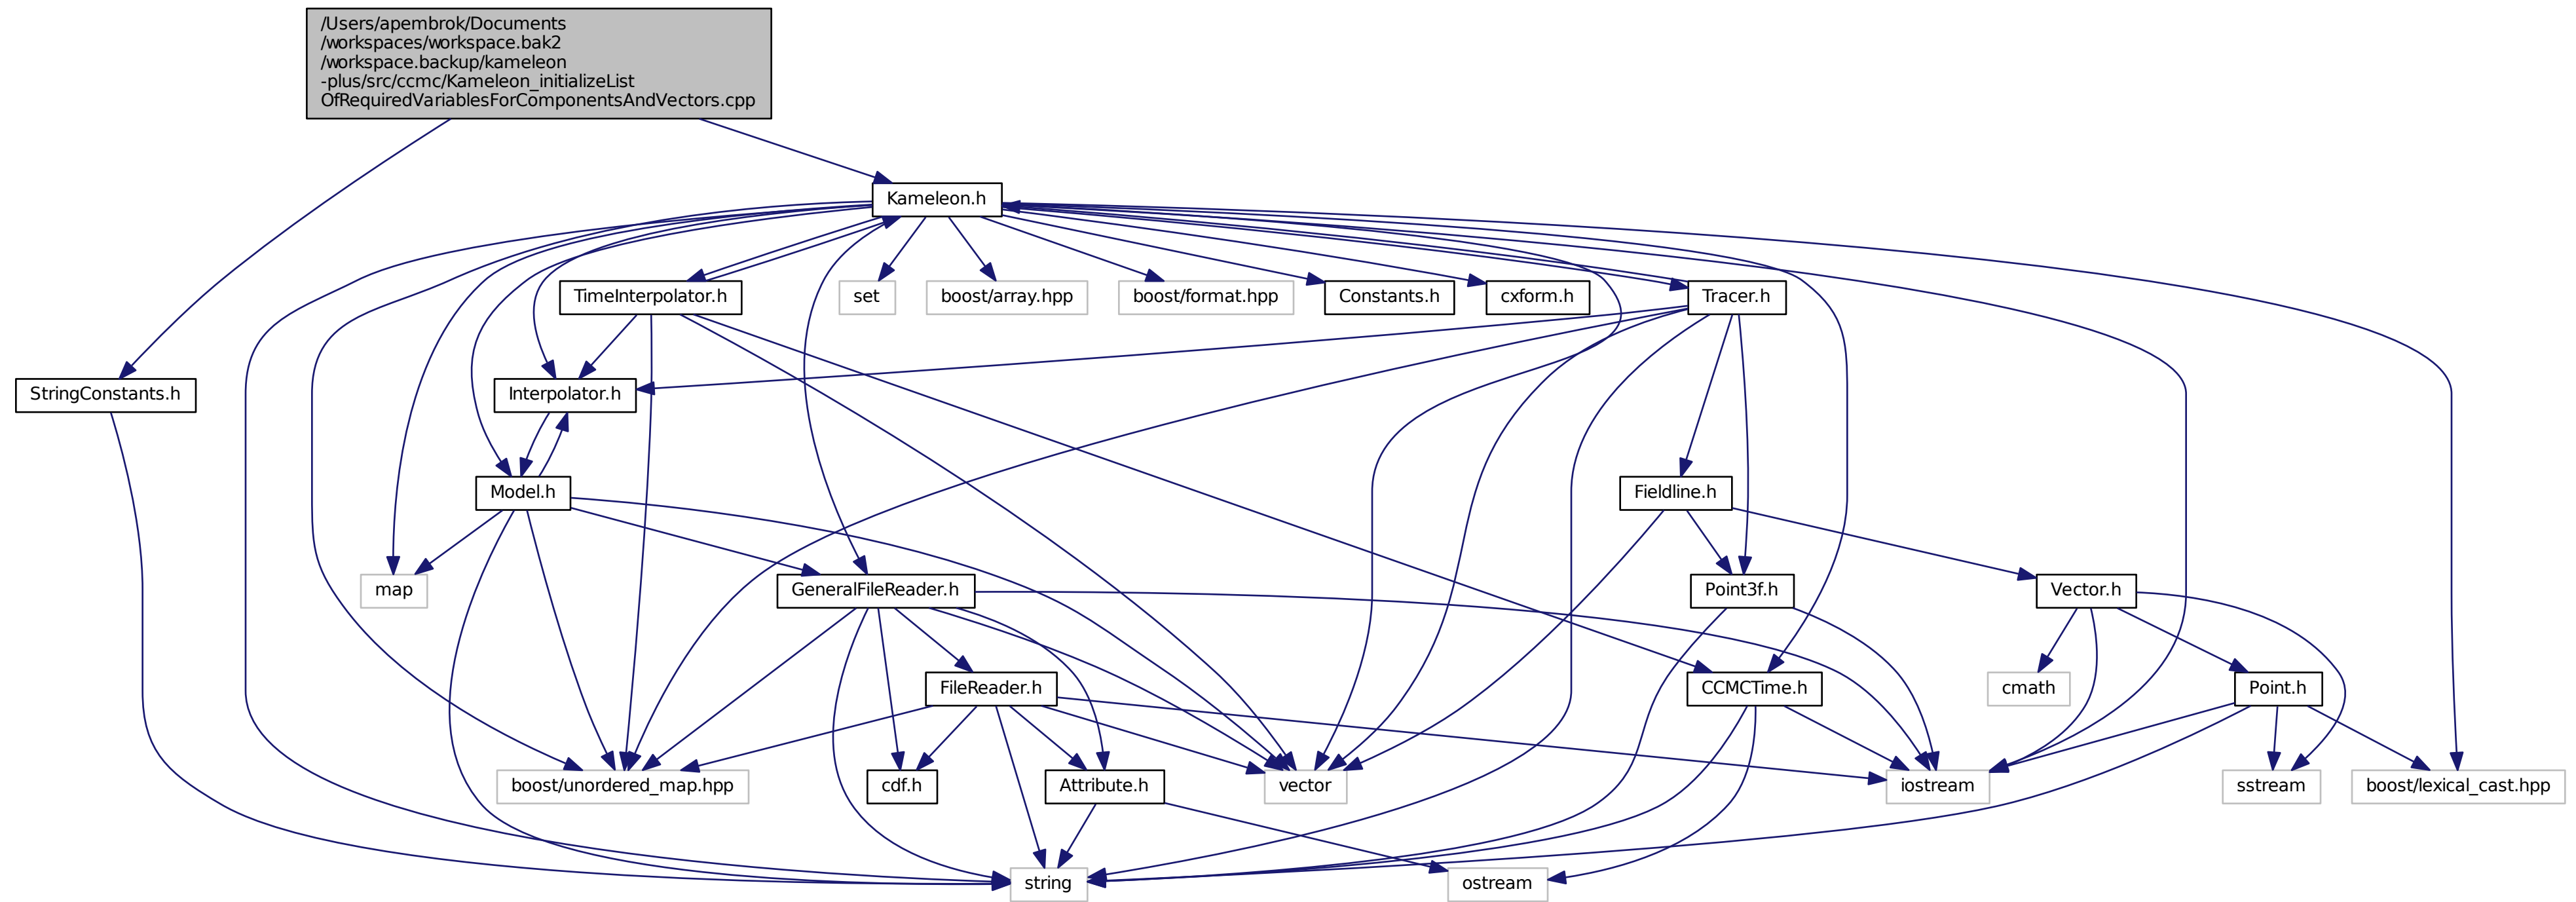 /Users/apembrok/Documents
/workspaces/workspace.bak2
/workspace.backup/kameleon
-plus/src/ccmc/Kameleon_initializeList
OfRequiredVariablesForComponentsAndVectors.cpp
Kameleon.h
TimeInterpolator.h
set
boost/array.hpp
boost/format.hpp
Constants.h
cxform.h
Tracer.h
StringConstants.h
Interpolator.h
Model.h
Fieldline.h
map
GeneralFileReader.h
Point3f.h
Vector.h
FileReader.h
CCMCTime.h
cmath
Point.h
boost/unordered_map.hpp
cdf.h
Attribute.h
vector
iostream
sstream
boost/lexical_cast.hpp
string
ostream